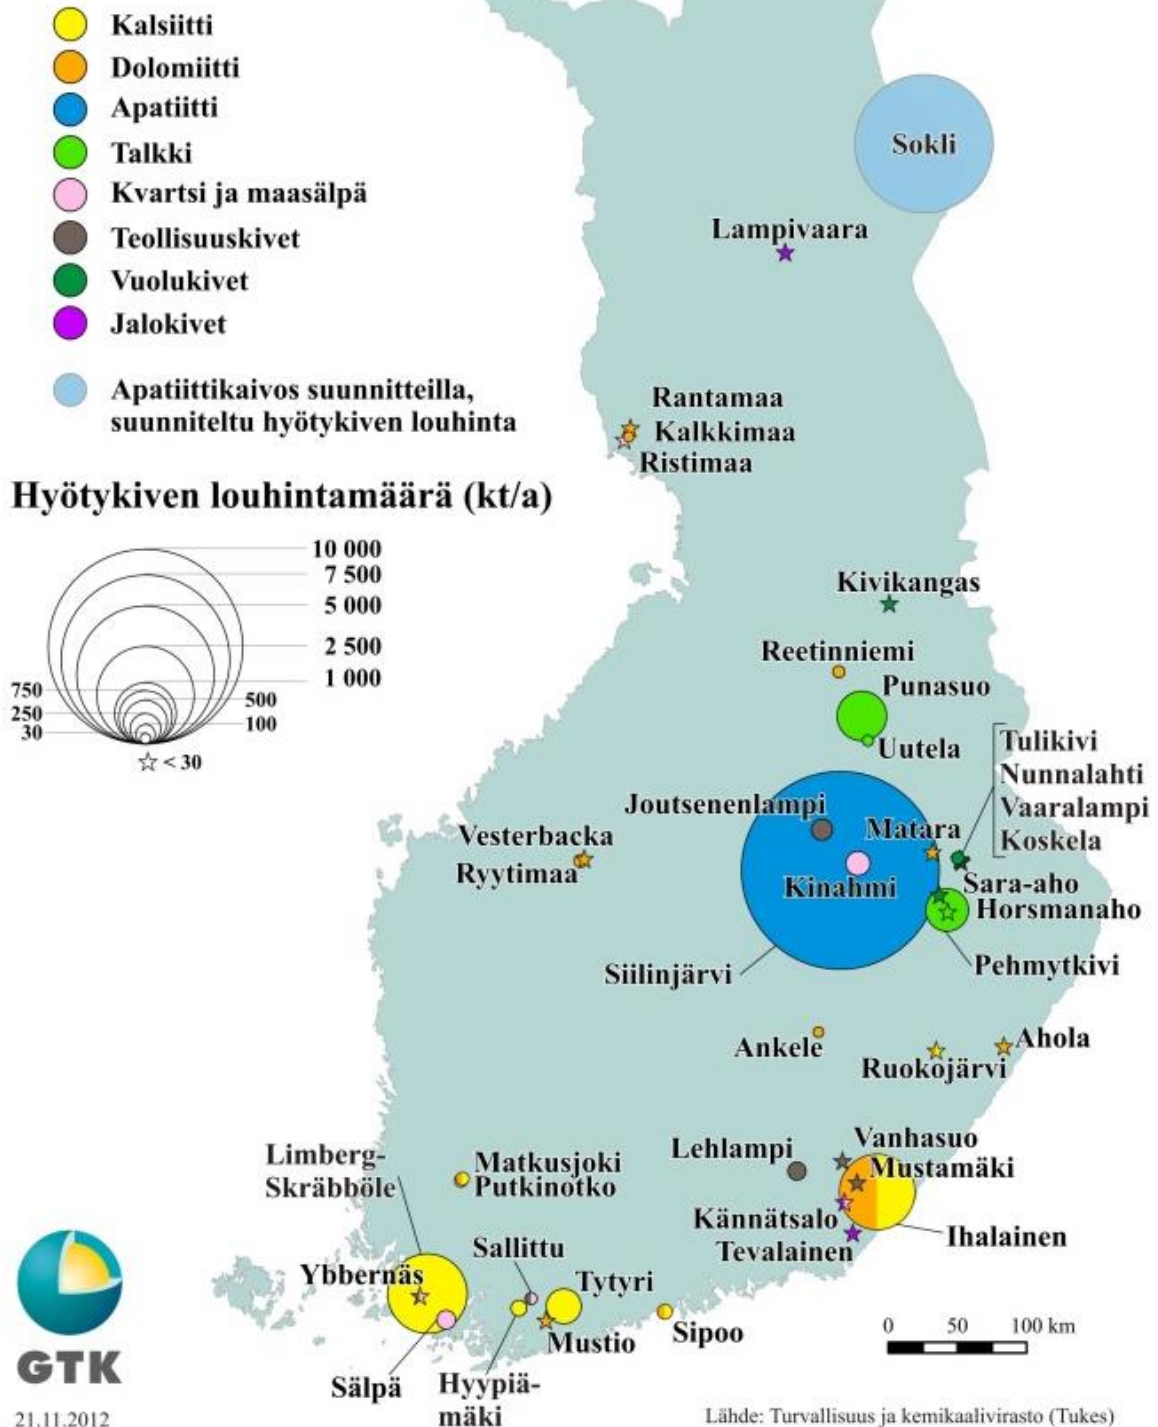 Kalsiitti
Dolomiitti
Apatiitti
Talkki
Kvartsi ja maasälpä
Teollisuuskivet
Vuolukivet
Jalokivet
Apatiittikaivos suunnitteilla,
suunniteltu hyötykiven louhinta
Hyötykiven louhintamäärä (kt/a)
10 000
7 500
5 000
2 500
1 000
750
500
250
100
30
< 30
Sokli
Lampivaara
Rantamaa
Kalkkimaa
Ristimaa
Kivikangas
Reetinniemi
Punasuo
Uutela
Tulikivi
Nunnalahti
Vaaralampi
Koskela
Joutsenenlampi
Matara
Vesterbacka
Ryytimaa
Kinahmi
Sara-aho
Horsmanaho
Pehmytkivi
Siilinjärvi
Ankele
Ahola
Ruokojärvi
Limberg-
Skräbböle
Matkusjoki
Putkinotko
Lehlampi
Vanhasuo
Mustamäki
Kännätsalo
Tevalainen
Ihalainen
Sallittu
Ybbernäs
Tytyri
Mustio
Sipoo
Sälpä
Hyypiä-
mäki
0 50 100 km
GTK
21.11.2012
Lähde: Turvallisuus ja kemikaalivirasto (Tukes)